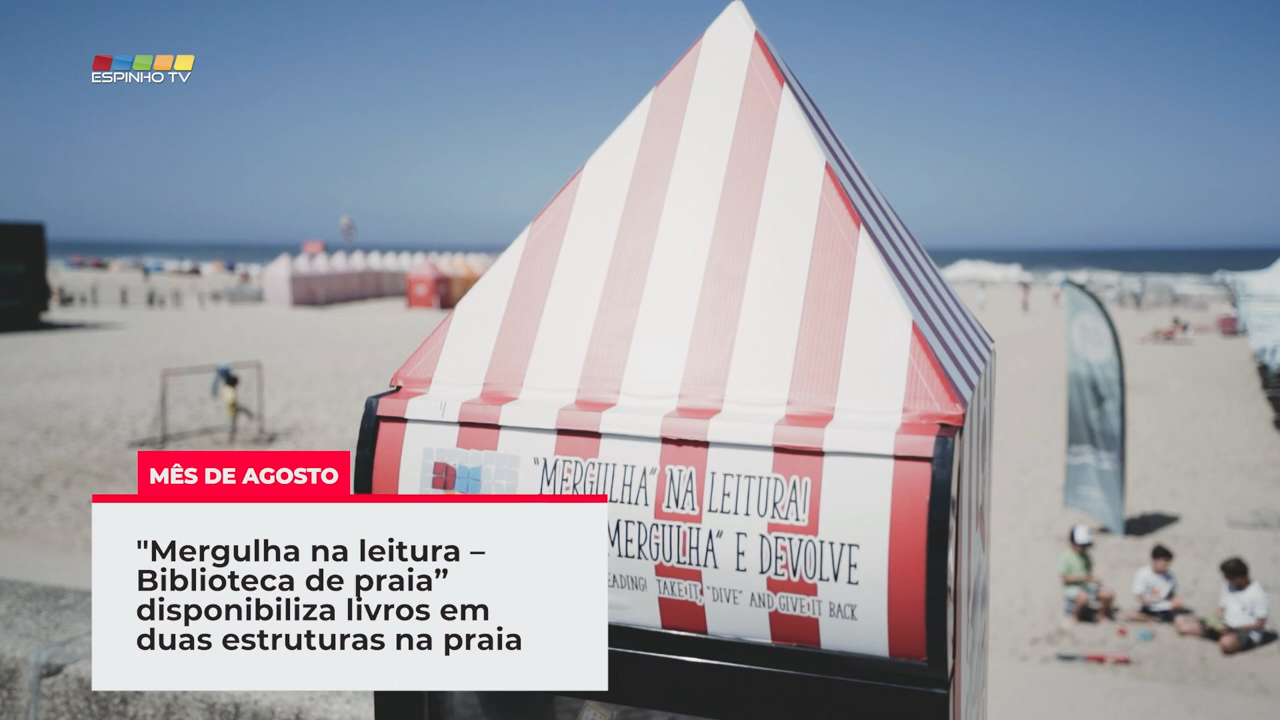 ESPINHO TV
"MERGULHA" NA LEITURA!
MERGULHA" E DEVOLVE
TAKE IT, "DIVE" AND GIVE IT BACK
MÊS DE AGOSTO
"Mergulha na leitura –
Biblioteca de praia”
disponibiliza livros em
duas estruturas na praia